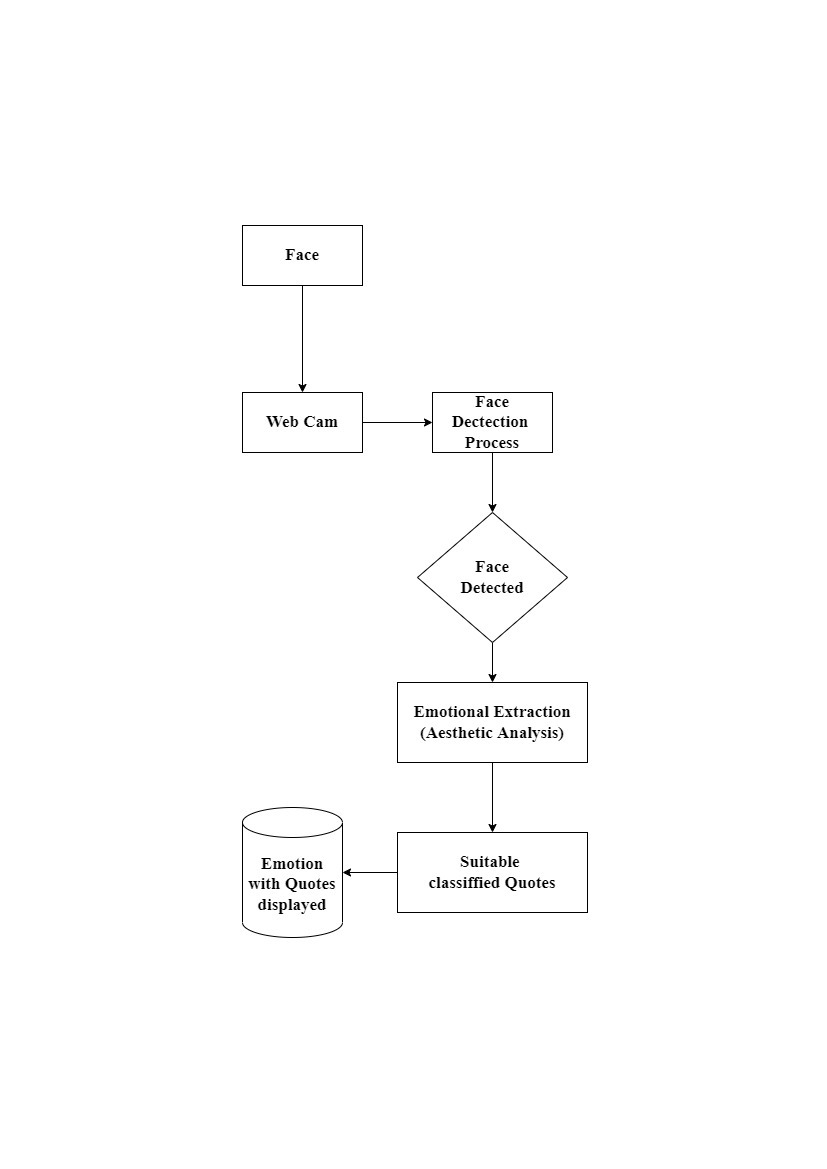 Face
Web Cam
Face
Dectection
Process
Face
Detected
Emotional Extraction
(Aesthetic Analysis)
Suitable
classiffied Quotes
Emotion
with Quotes
displayed